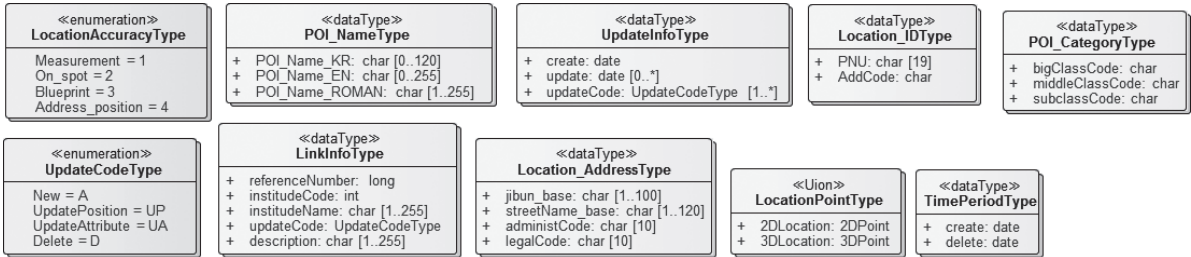 «enumeration»
LocationAccuracyType
Measurement = 1
On_spot = 2
Blueprint = 3
Address_position = 4
«dataType»
POI_NameType
+ POI_Name_KR: char [0..120]
+ POI_Name_EN: char [0..255]
+ POI_Name_ROMAN: char [1..255]
«dataType»
UpdateInfoType
+ create: date
+ update: date [0..*]
+ updateCode: UpdateCodeType [1..*]
«dataType»
Location_IDType
+ PNU: char [19]
+ AddCode: char
«dataType»
POI_CategoryType
+ bigClassCode: char
+ middleClassCode: char
+ subclassCode: char
«enumeration»
UpdateCodeType
New = A
UpdatePosition = UP
UpdateAttribute = UA
Delete = D
«dataType»
LinkInfoType
+ referenceNumber: long
+ institudeCode: int
+ institudeName: char [1..255]
+ updateCode: UpdateCodeType
+ description: char [1..255]
«dataType»
Location_AddressType
+ jibun_base: char [1..100]
+ streetName_base: char [1..120]
+ administCode: char [10]
+ legalCode: char [10]
«Uion»
LocationPointType
+ 2DLocation: 2DPoint
+ 3DLocation: 3DPoint
«dataType»
TimePeriodType
+ create: date
+ delete: date